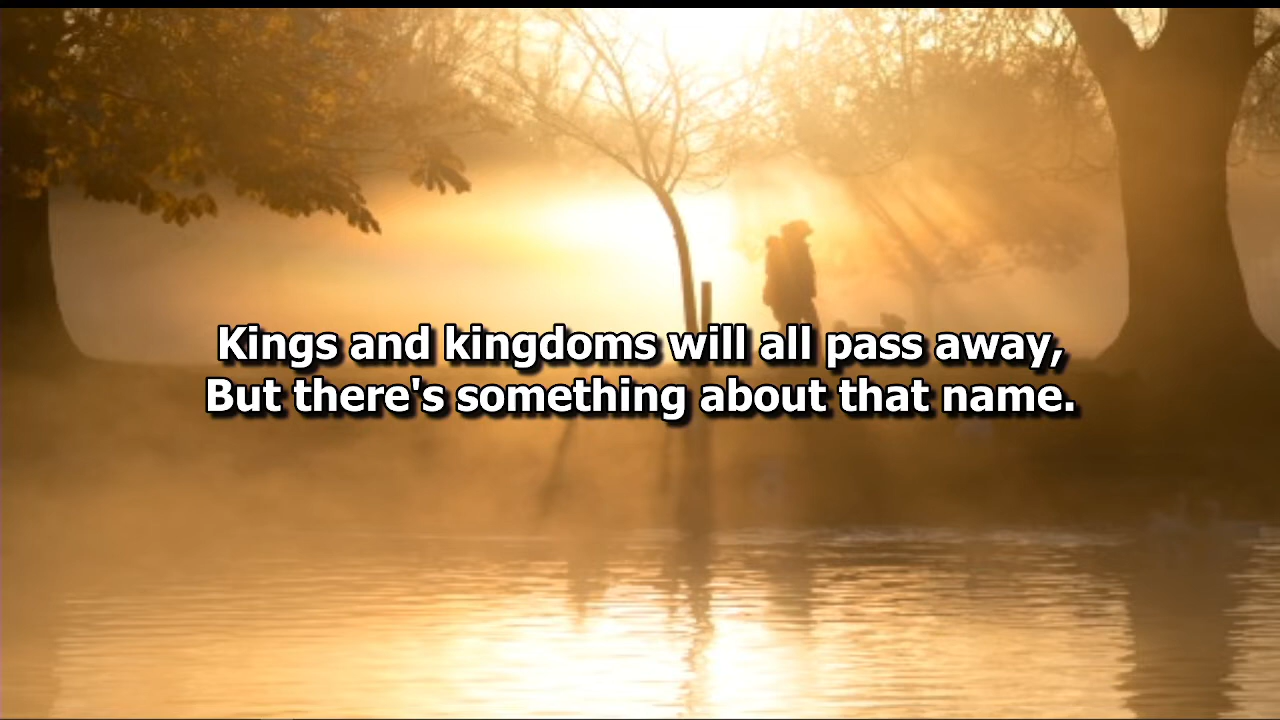 Kings and kingdoms will all pass away,
But there's something about that name.